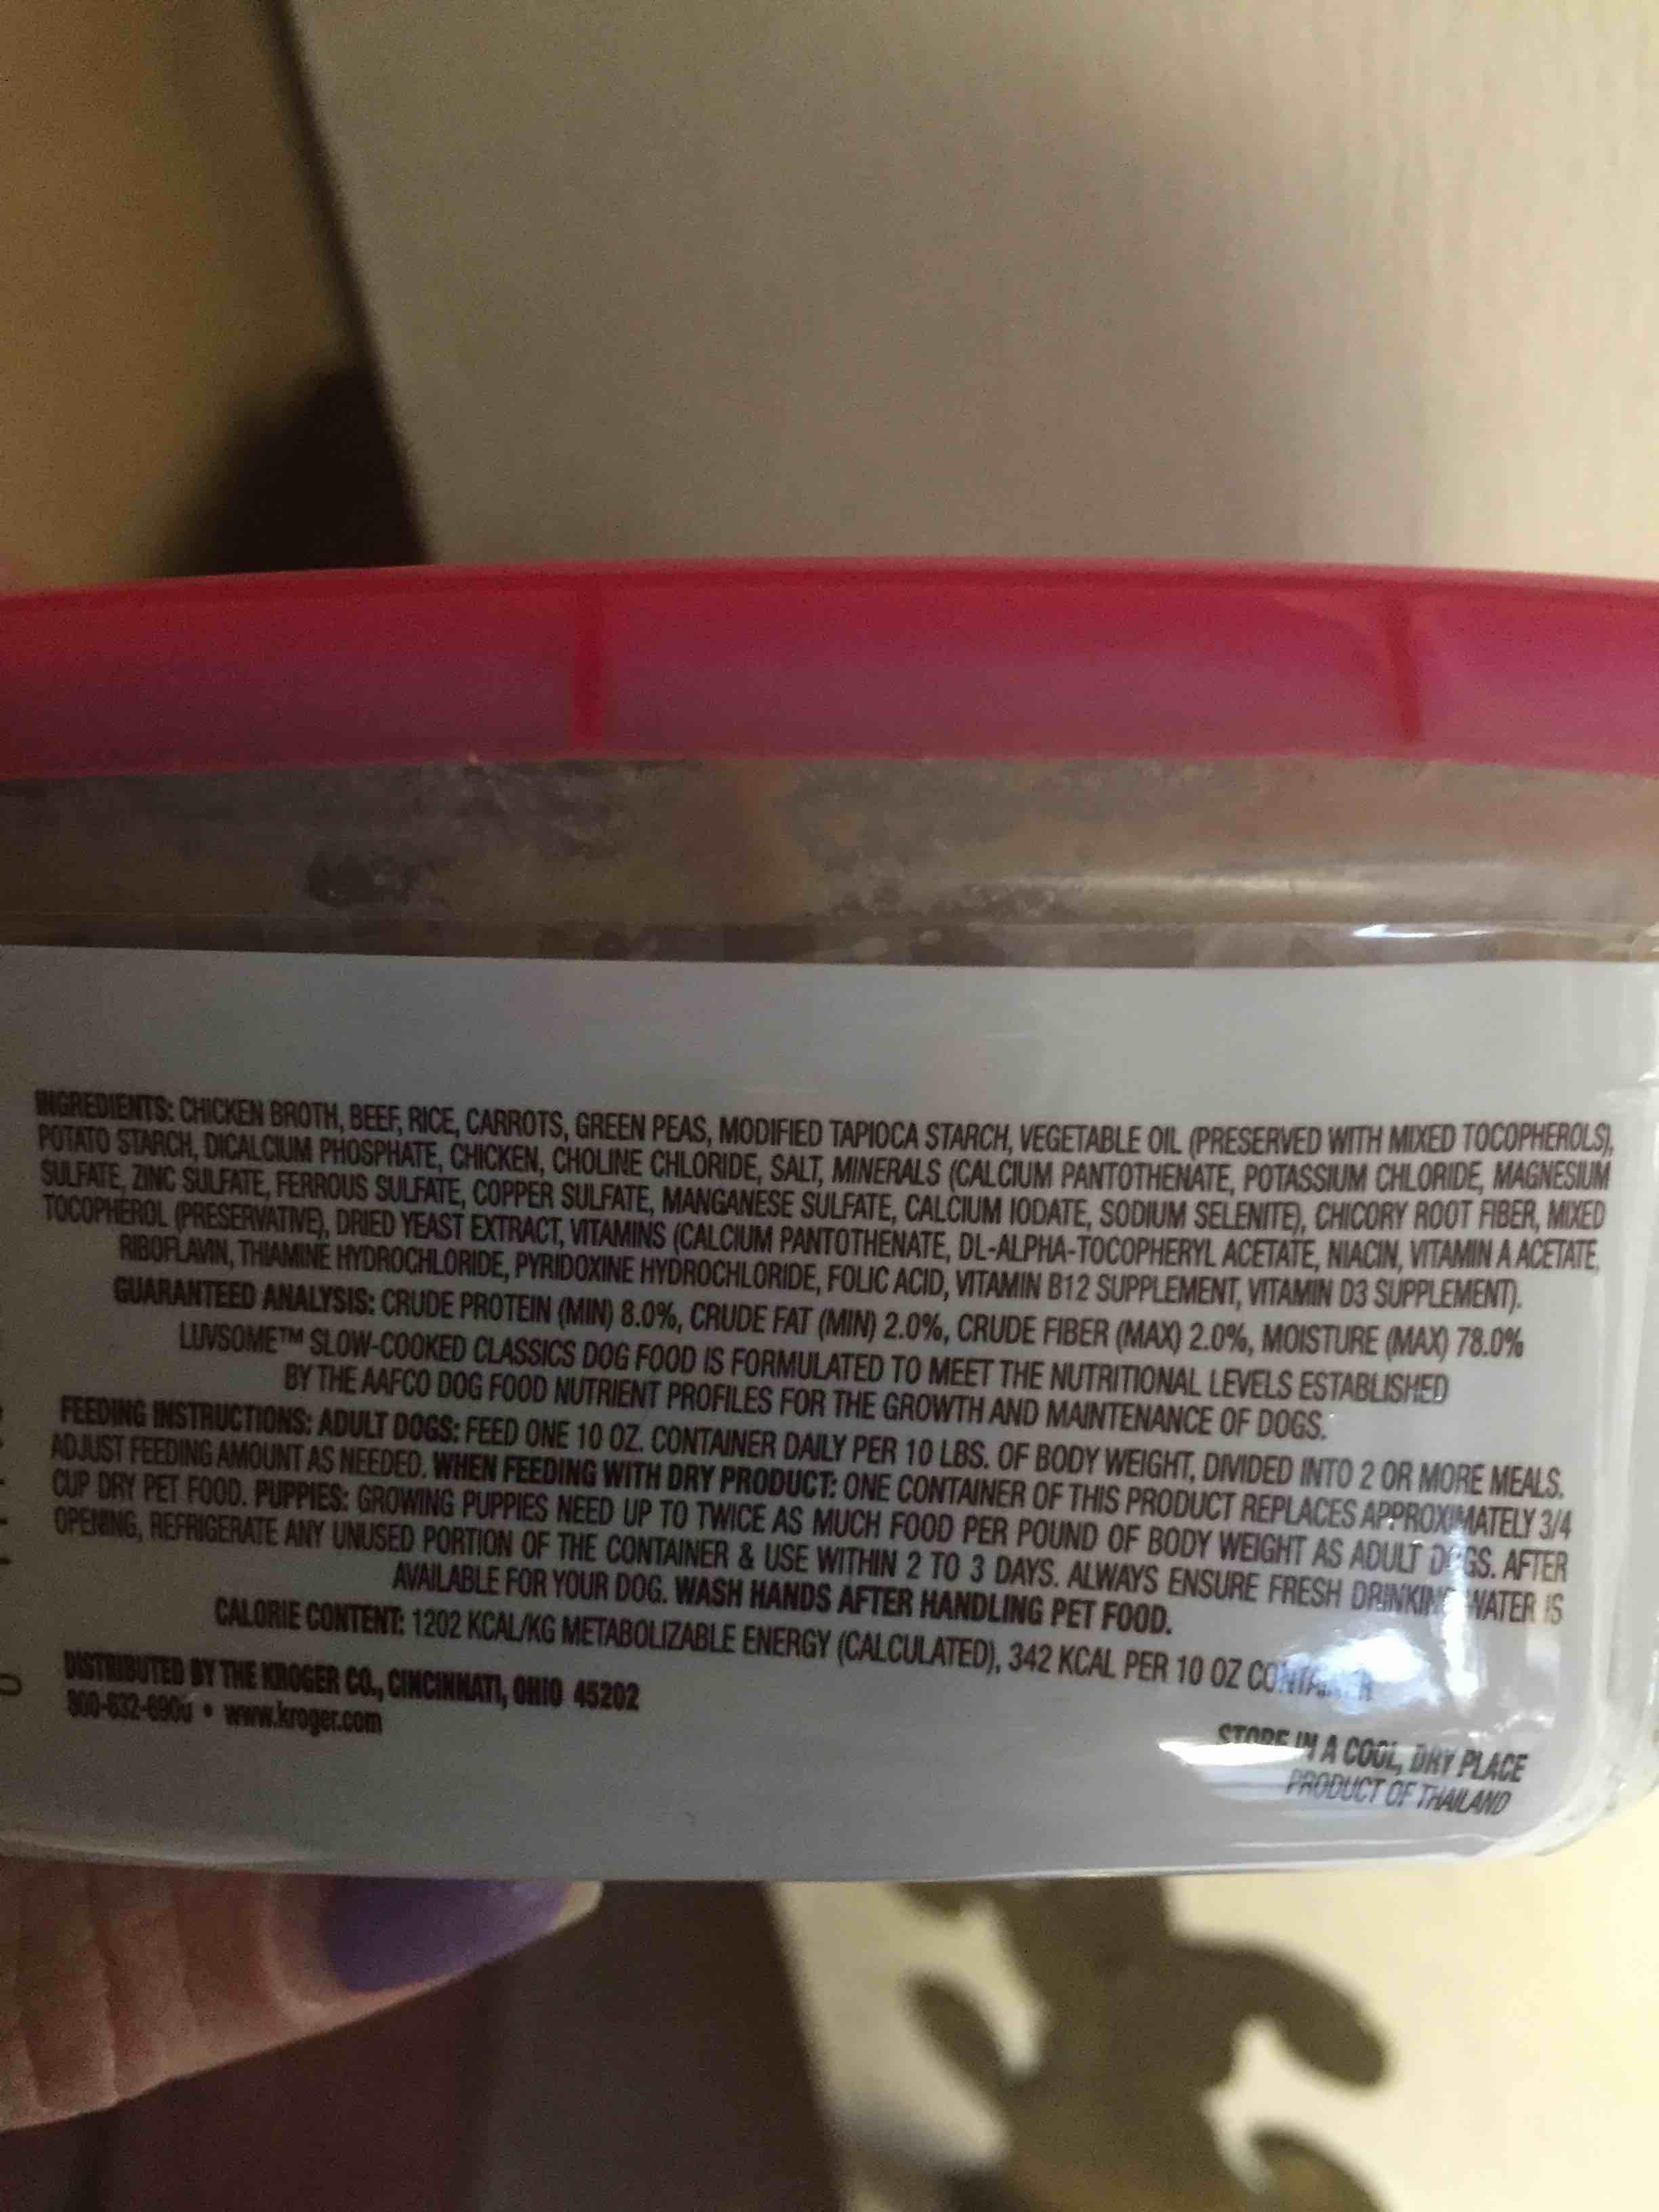 INGREDIENTS: CHICKEN BROTH, BEEF, RICE, CARROTS, GREEN PEAS, MODIFIED TAPIOCA STARCH, VEGETABLE OIL (PRESERVED WITH MIXED TOCOPHEROLS),
POTATO STARCH, DICALCIUM PHOSPHATE, CHICKEN, CHOLINE CHLORIDE, SALT, MINERALS (CALCIUM PANTOTHENATE, POTASSIUM CHLORIDE, MAGNESIUM
SULFATE, ZINC SULFATE, FERROUS SULFATE, COPPER SULFATE, MANGANESE SULFATE, CALCIUM IODATE, SODIUM SELENITE), CHICORY ROOT FIBER, MIXED
TOCOPHEROL (PRESERVATIVE), DRIED YEAST EXTRACT, VITAMINS (CALCIUM PANTOTHENATE, DL-ALPHA-TOCOPHERYL ACETATE, NIACIN, VITAMIN A ACETATE,
RIBOFLAVIN, THIAMINE HYDROCHLORIDE, PYRIDOXINE HYDROCHLORIDE, FOLIC ACID, VITAMIN B12 SUPPLEMENT, VITAMIN D3 SUPPLEMENT).
GUARANTEED ANALYSIS: CRUDE PROTEIN (MIN) 8.0%, CRUDE FAT (MIN) 2.0%, CRUDE FIBER (MAX) 2.0%, MOISTURE (MAX) 78.0%
LUVSOME™ SLOW-COOKED CLASSICS DOG FOOD IS FORMULATED TO MEET THE NUTRITIONAL LEVELS ESTABLISHED
BY THE AAFCO DOG FOOD NUTRIENT PROFILES FOR THE GROWTH AND MAINTENANCE OF DOGS.
FEEDING INSTRUCTIONS: ADULT DOGS: FEED ONE 10 OZ. CONTAINER DAILY PER 10 LBS. OF BODY WEIGHT, DIVIDED INTO 2 OR MORE MEALS.
ADJUST FEEDING AMOUNT AS NEEDED. WHEN FEEDING WITH DRY PRODUCT: ONE CONTAINER OF THIS PRODUCT REPLACES APPROXIMATELY 3/4
CUP DRY PET FOOD. PUPPIES: GROWING PUPPIES NEED UP TO TWICE AS MUCH FOOD PER POUND OF BODY WEIGHT AS ADULT DOGS. AFTER
OPENING, REFRIGERATE ANY UNUSED PORTION OF THE CONTAINER & USE WITHIN 2 TO 3 DAYS. ALWAYS ENSURE FRESH DRINKING WATER IS
AVAILABLE FOR YOUR DOG. WASH HANDS AFTER HANDLING PET FOOD.
CALORIE CONTENT: 1202 KCAL/KG METABOLIZABLE ENERGY (CALCULATED), 342 KCAL PER 10 OZ CONTAINER
DISTRIBUTED BY THE KROGER CO., CINCINNATI, OHIO 45202
800-632-6900 • www.kroger.com
STORE IN A COOL, DRY PLACE
PRODUCT OF THAILAND